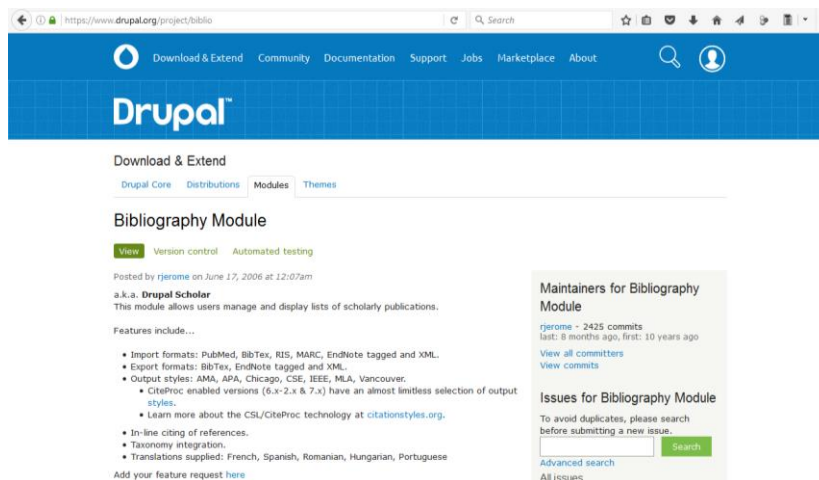 https://www.drupal.org/project/biblio
Search
Download & Extend Community Documentation Support Jobs Marketplace About
Drupal™
Download & Extend
Drupal Core Distributions Modules Themes
Bibliography Module
View Version control Automated testing
Posted by rjerome on June 17, 2006 at 12:07am
a.k.a. Drupal Scholar
This module allows users manage and display lists of scholarly publications.
Features include...
• Import formats: PubMed, BibTex, RIS, MARC, EndNote tagged and XML.
• Export formats: BibTex, EndNote tagged and XML.
• Output styles: AMA, APA, Chicago, CSE, IEEE, MLA, Vancouver.
• CiteProc enabled versions (6.x-2.x & 7.x) have an almost limitless selection of output
styles.
• Learn more about the CSL/CiteProc technology at citationstyles.org.
• In-line citing of references.
• Taxonomy integration.
• Translations supplied: French, Spanish, Romanian, Hungarian, Portuguese
Add your feature request here
Maintainers for Bibliography
Module
rjerome - 2425 commits
last: 8 months ago, first: 10 years ago
View all committers
View commits
Issues for Bibliography Module
To avoid duplicates, please search
before submitting a new issue.
Search
Advanced search
All issues